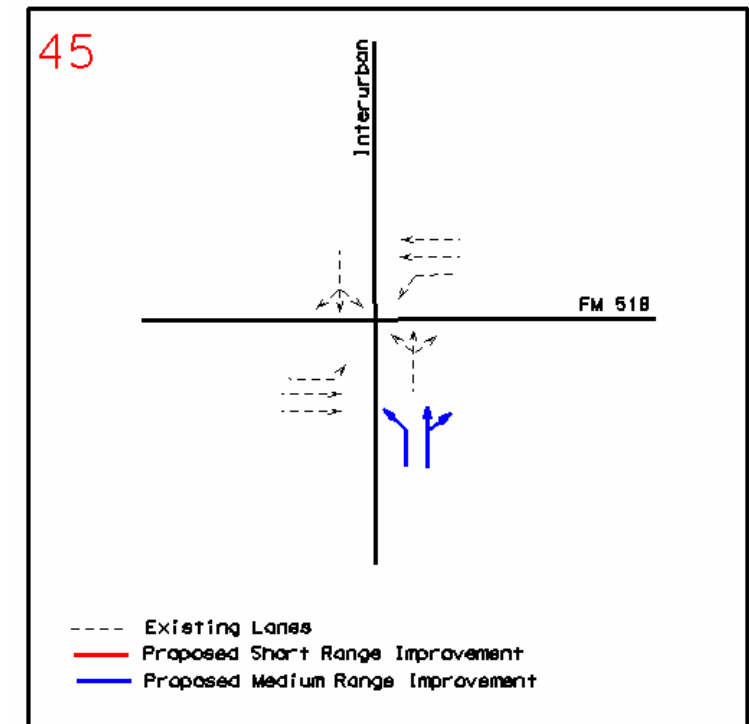 45
Interurban
FM 518
Existing Lanes
Proposed Short Range Improvement
Proposed Medium Range Improvement